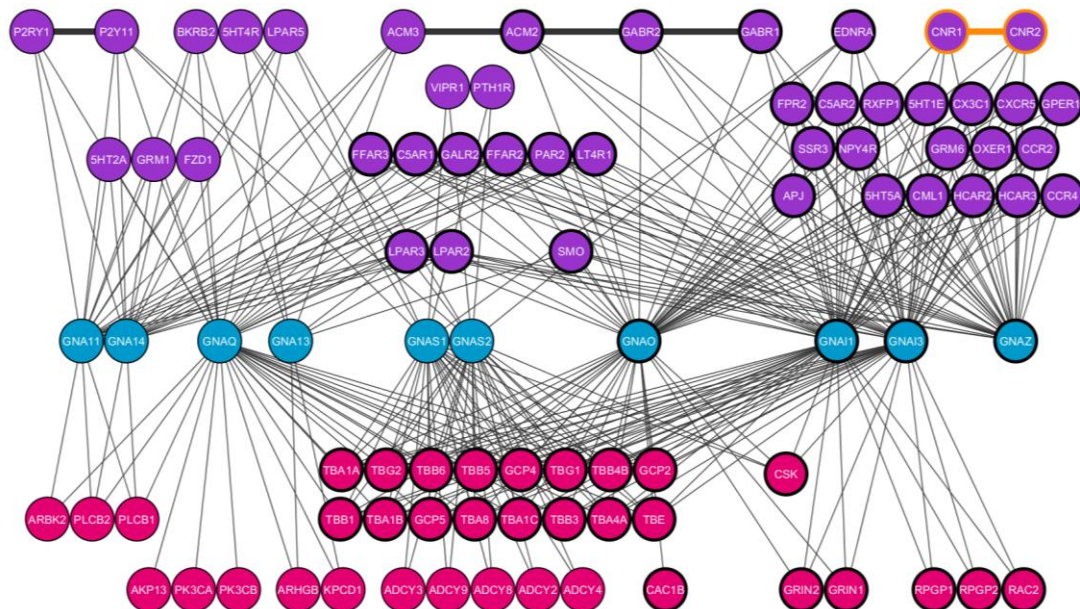 P2RY1 P2Y11 BKRB2 5HT4R LPAR5 ACM3 ACM2 GABR2 GABR1 EDNRA CNR1 CNR2
VIPR1 PTH1R
FPR2 C5AR2 RXFP1 5HT1E CX3C1 CXCR5 GPER1
5HT2A GRM1 FZD1 FFAR3 C5AR1 GALR2 FFAR2 PAR2 LT4R1 SSR3 NPY4R GRM6 OXER1 CCR2
APJ 5HT5A CML1 HCAR2 HCAR3 CCR4
LPAR3 LPAR2 SMO
GNA11 GNA14 GNAQ GNA13 GNAS1 GNAS2 GNAO GNAI1 GNAI3 GNAZ
TBA1A TBG2 TBB6 TBB5 GCP4 TBG1 TBB4B GCP2 CSK
ARBK2 PLCB2 PLCB1 TBB1 TBA1B GCP5 TBA8 TBA1C TBB3 TBA4A TBE
AKP13 PK3CA PK3CB ARHGB KPCD1 ADCY3 ADCY9 ADCY8 ADCY2 ADCY4 CAC1B GRIN2 GRIN1 RPGP1 RPGP2 RAC2